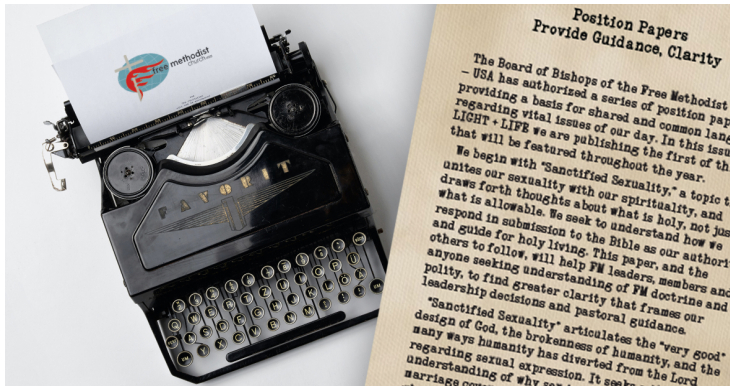 free methodist
church usa
FAVORIT
Position Papers
Provide Guidance, Clarity
The Board of Bishops of the Free Methodist
– USA has authorized a series of position pap
providing a basis for shared and common lang
regarding vital issues of our day. In this issu
LIGHT + LIFE we are publishing the first of th
that will be featured throughout the year.
We begin with "Sanctified Sexuality," a topic t
unites our sexuality with our spirituality, and
draws forth thoughts about what is holy, not jus
what is allowable. We seek to understand how we
respond in submission to the Bible as our authori
and guide for holy living. This paper, and the
others to follow, will help FM leaders, members and
anyone seeking understanding of FM doctrine and
polity, to find greater clarity that frames our
leadership decisions and pastoral guidance.
"Sanctified Sexuality" articulates the "very good"
design of God, the brokenness of humanity, and the
many ways humanity has diverted from the Lord
regarding sexual expression. It seeks
understanding of why
marriage